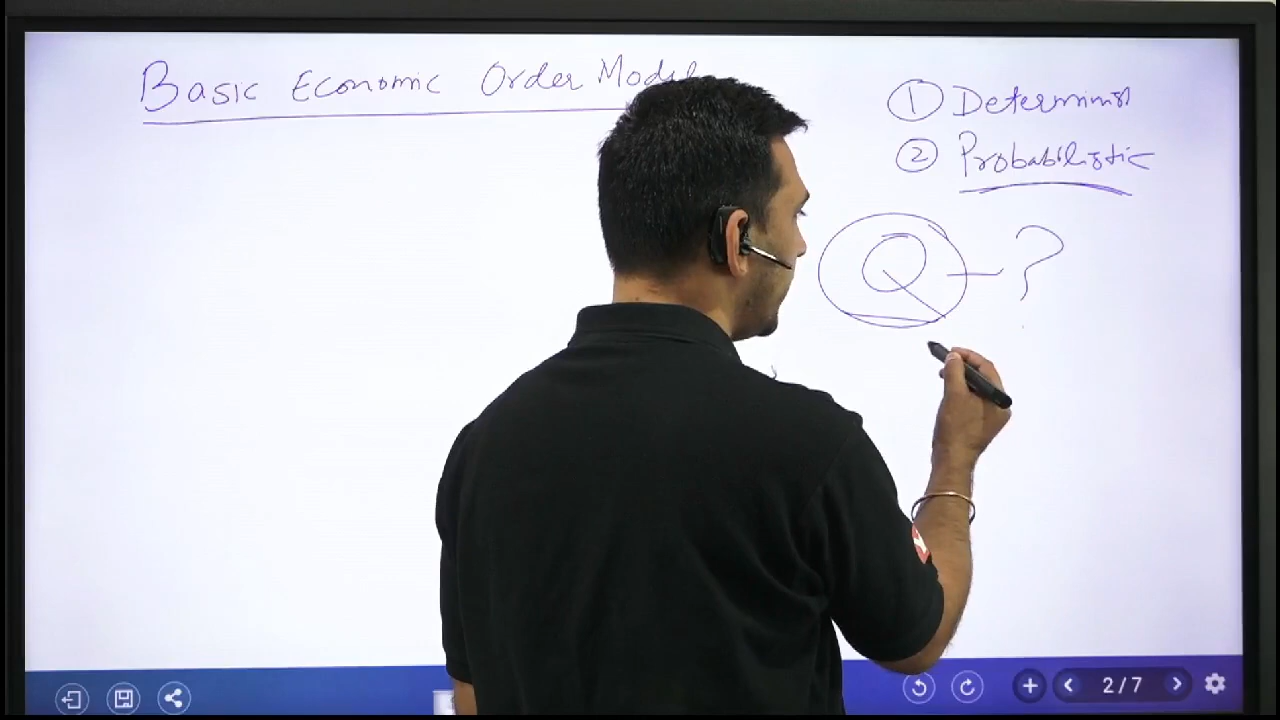 Basic Economic Order Model
① Determinist
② Probabilistic
Q - ?
2/7